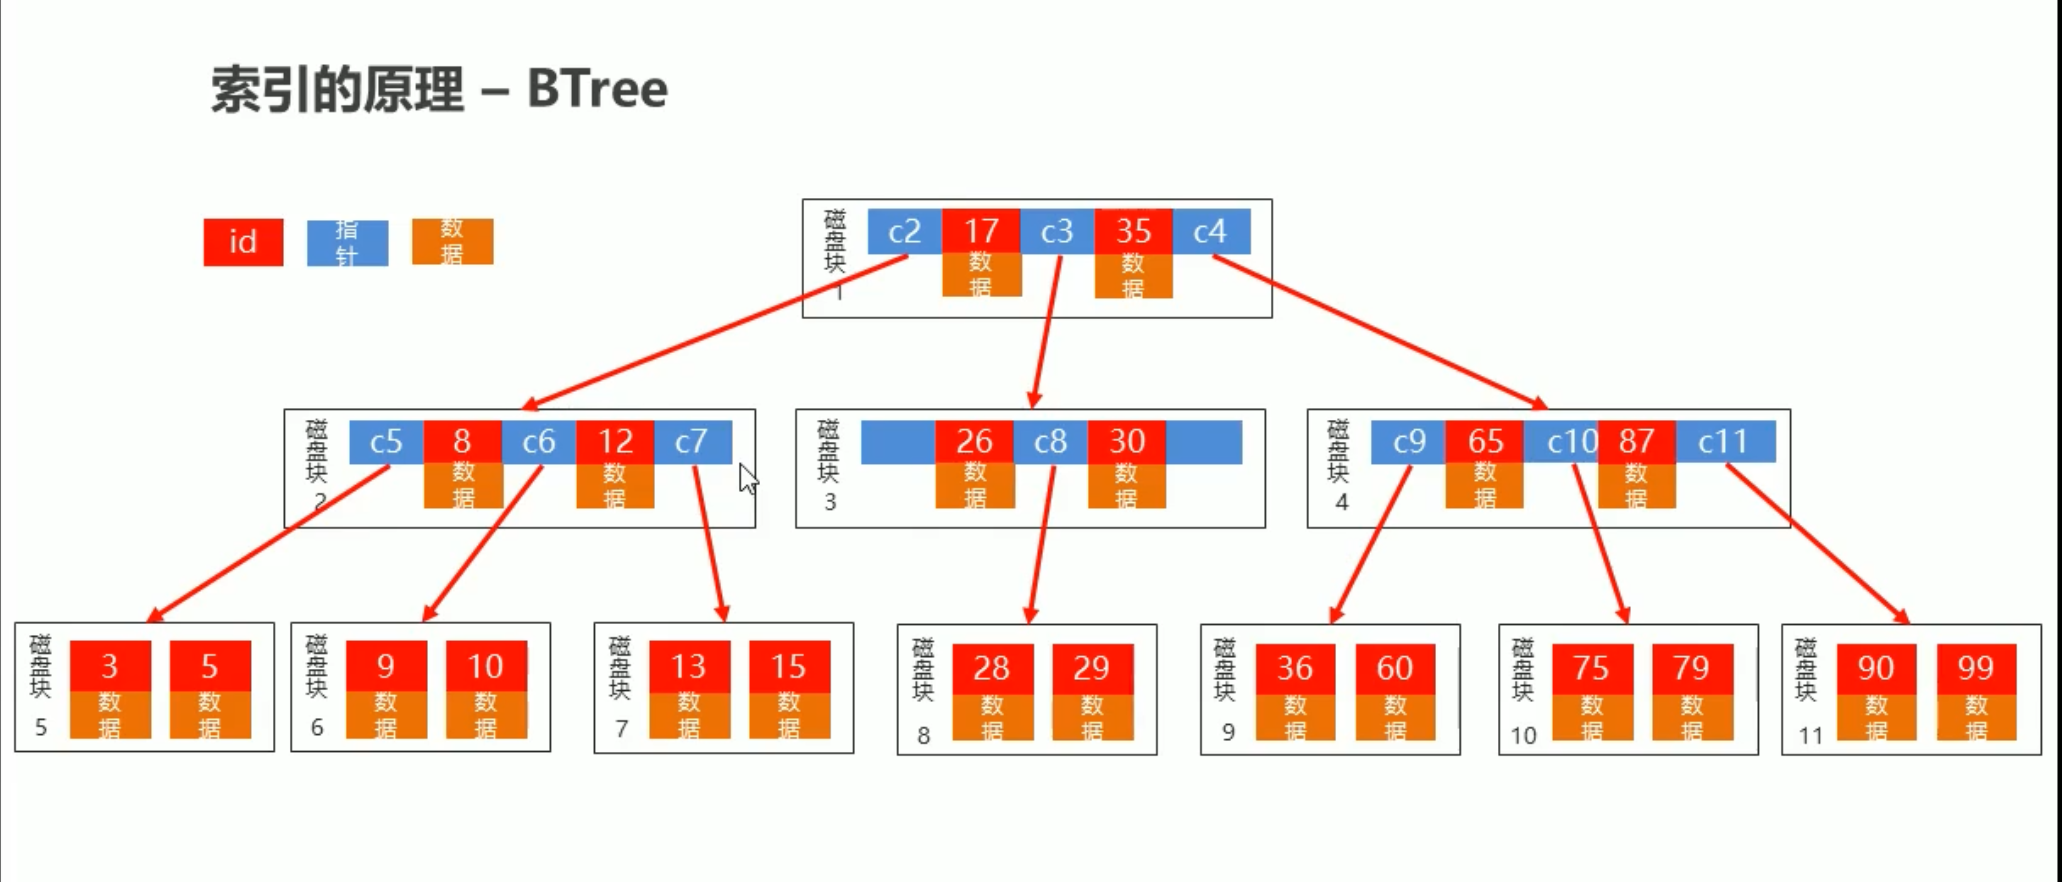 索引的原理 – BTree
id
指针
数据
磁盘块 1
c2 17 c3 35 c4
数据 数据
磁盘块 2
c5 8 c6 12 c7
数据 数据
磁盘块 3
26 c8 30
数据 数据
磁盘块 4
c9 65 c10 87 c11
数据 数据
磁盘块 5
3 5
数据 数据
磁盘块 6
9 10
数据 数据
磁盘块 7
13 15
数据 数据
磁盘块 8
28 29
数据 数据
磁盘块 9
36 60
数据 数据
磁盘块 10
75 79
数据 数据
磁盘块 11
90 99
数据 数据